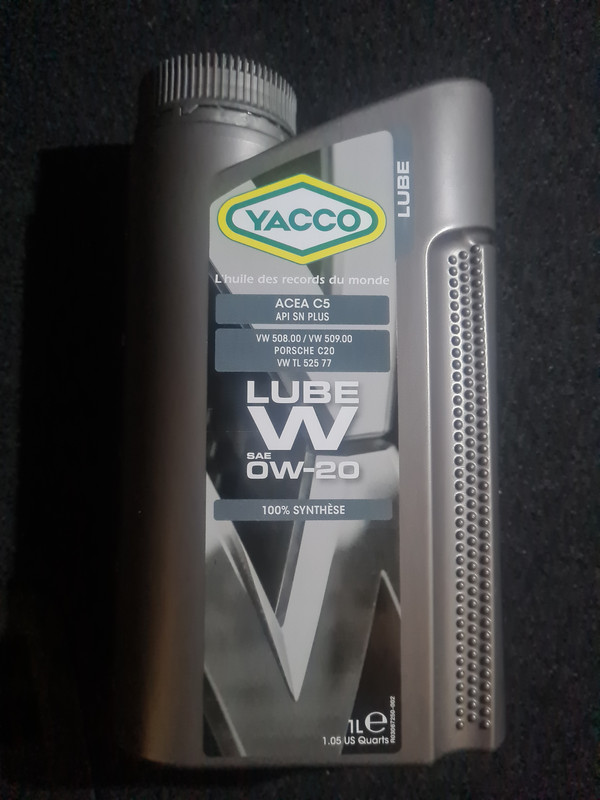 LUBE
YACCO
L'huile des records du monde
ACEA C5
API SN PLUS
VW 508.00 / VW 509.00
PORSCHE C20
VW TL 525 77
LUBE
W
SAE
0W-20
100% SYNTHÈSE
1L e
1.05 US Quarts